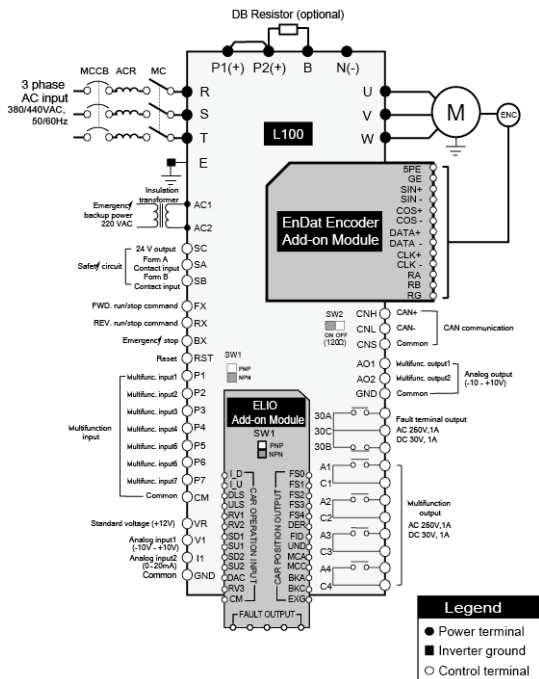 DB Resistor (optional)
P1(+) P2(+) B N(-)
MCCB ACR MC
3 phase
AC input
380/440VAC,
50/60Hz
R
S
T
E
U
V
W
M
ENC
L100
Insulation
transformer
Emergency
backup power
220 VAC
AC1
AC2
24 V output
Form A
Contact input
Form B
Contact input
Safety circuit
SC
SA
SB
FWD. run/stop command FX
REV. run/stop command RX
Emergency stop BX
Reset RST
Multifunc. input1 P1
Multifunc. input2 P2
Multifunc. input3 P3
Multifunc. input4 P4
Multifunc. input5 P5
Multifunc. input6 P6
Multifunc. input7 P7
Common CM
Multifunction
input
Standard voltage (+12V) VR
Analog input1
(-10V - +10V)
V1
Analog input2
(0-20mA)
I1
Common GND
SW1
PNP
NPN
EnDat Encoder
Add-on Module
5PE
GE
SIN+
SIN -
COS+
COS -
DATA+
DATA -
CLK+
CLK -
RA
RB
RG
SW2
ON OFF
(120Ω)
CNH CAN+
CNL CAN-
CNS Common
CAN communication
AO1 Multifunc. output1
AO2 Multifunc. output2
GND Common
Analog output
(-10 - +10V)
30A
30C
30B
Fault terminal output
AC 250V,1A
DC 30V, 1A
A1
C1
A2
C2
A3
C3
A4
C4
Multifunction
output
AC 250V,1A
DC 30V, 1A
ELIO
Add-on Module
SW1
PNP
NPN
I_D
I_U
DLS
ULS
RV1
RV2
SD1
SU1
SD2
SU2
DAC
RV3
CM
CAR OPERATION INPUT
CAR POSITION OUTPUT
FS0
FS1
FS2
FS3
FS4
DER
FID
UND
MCA
MCC
BKA
BKC
EXG
FAULT OUTPUT
Legend
Power terminal
Inverter ground
Control terminal